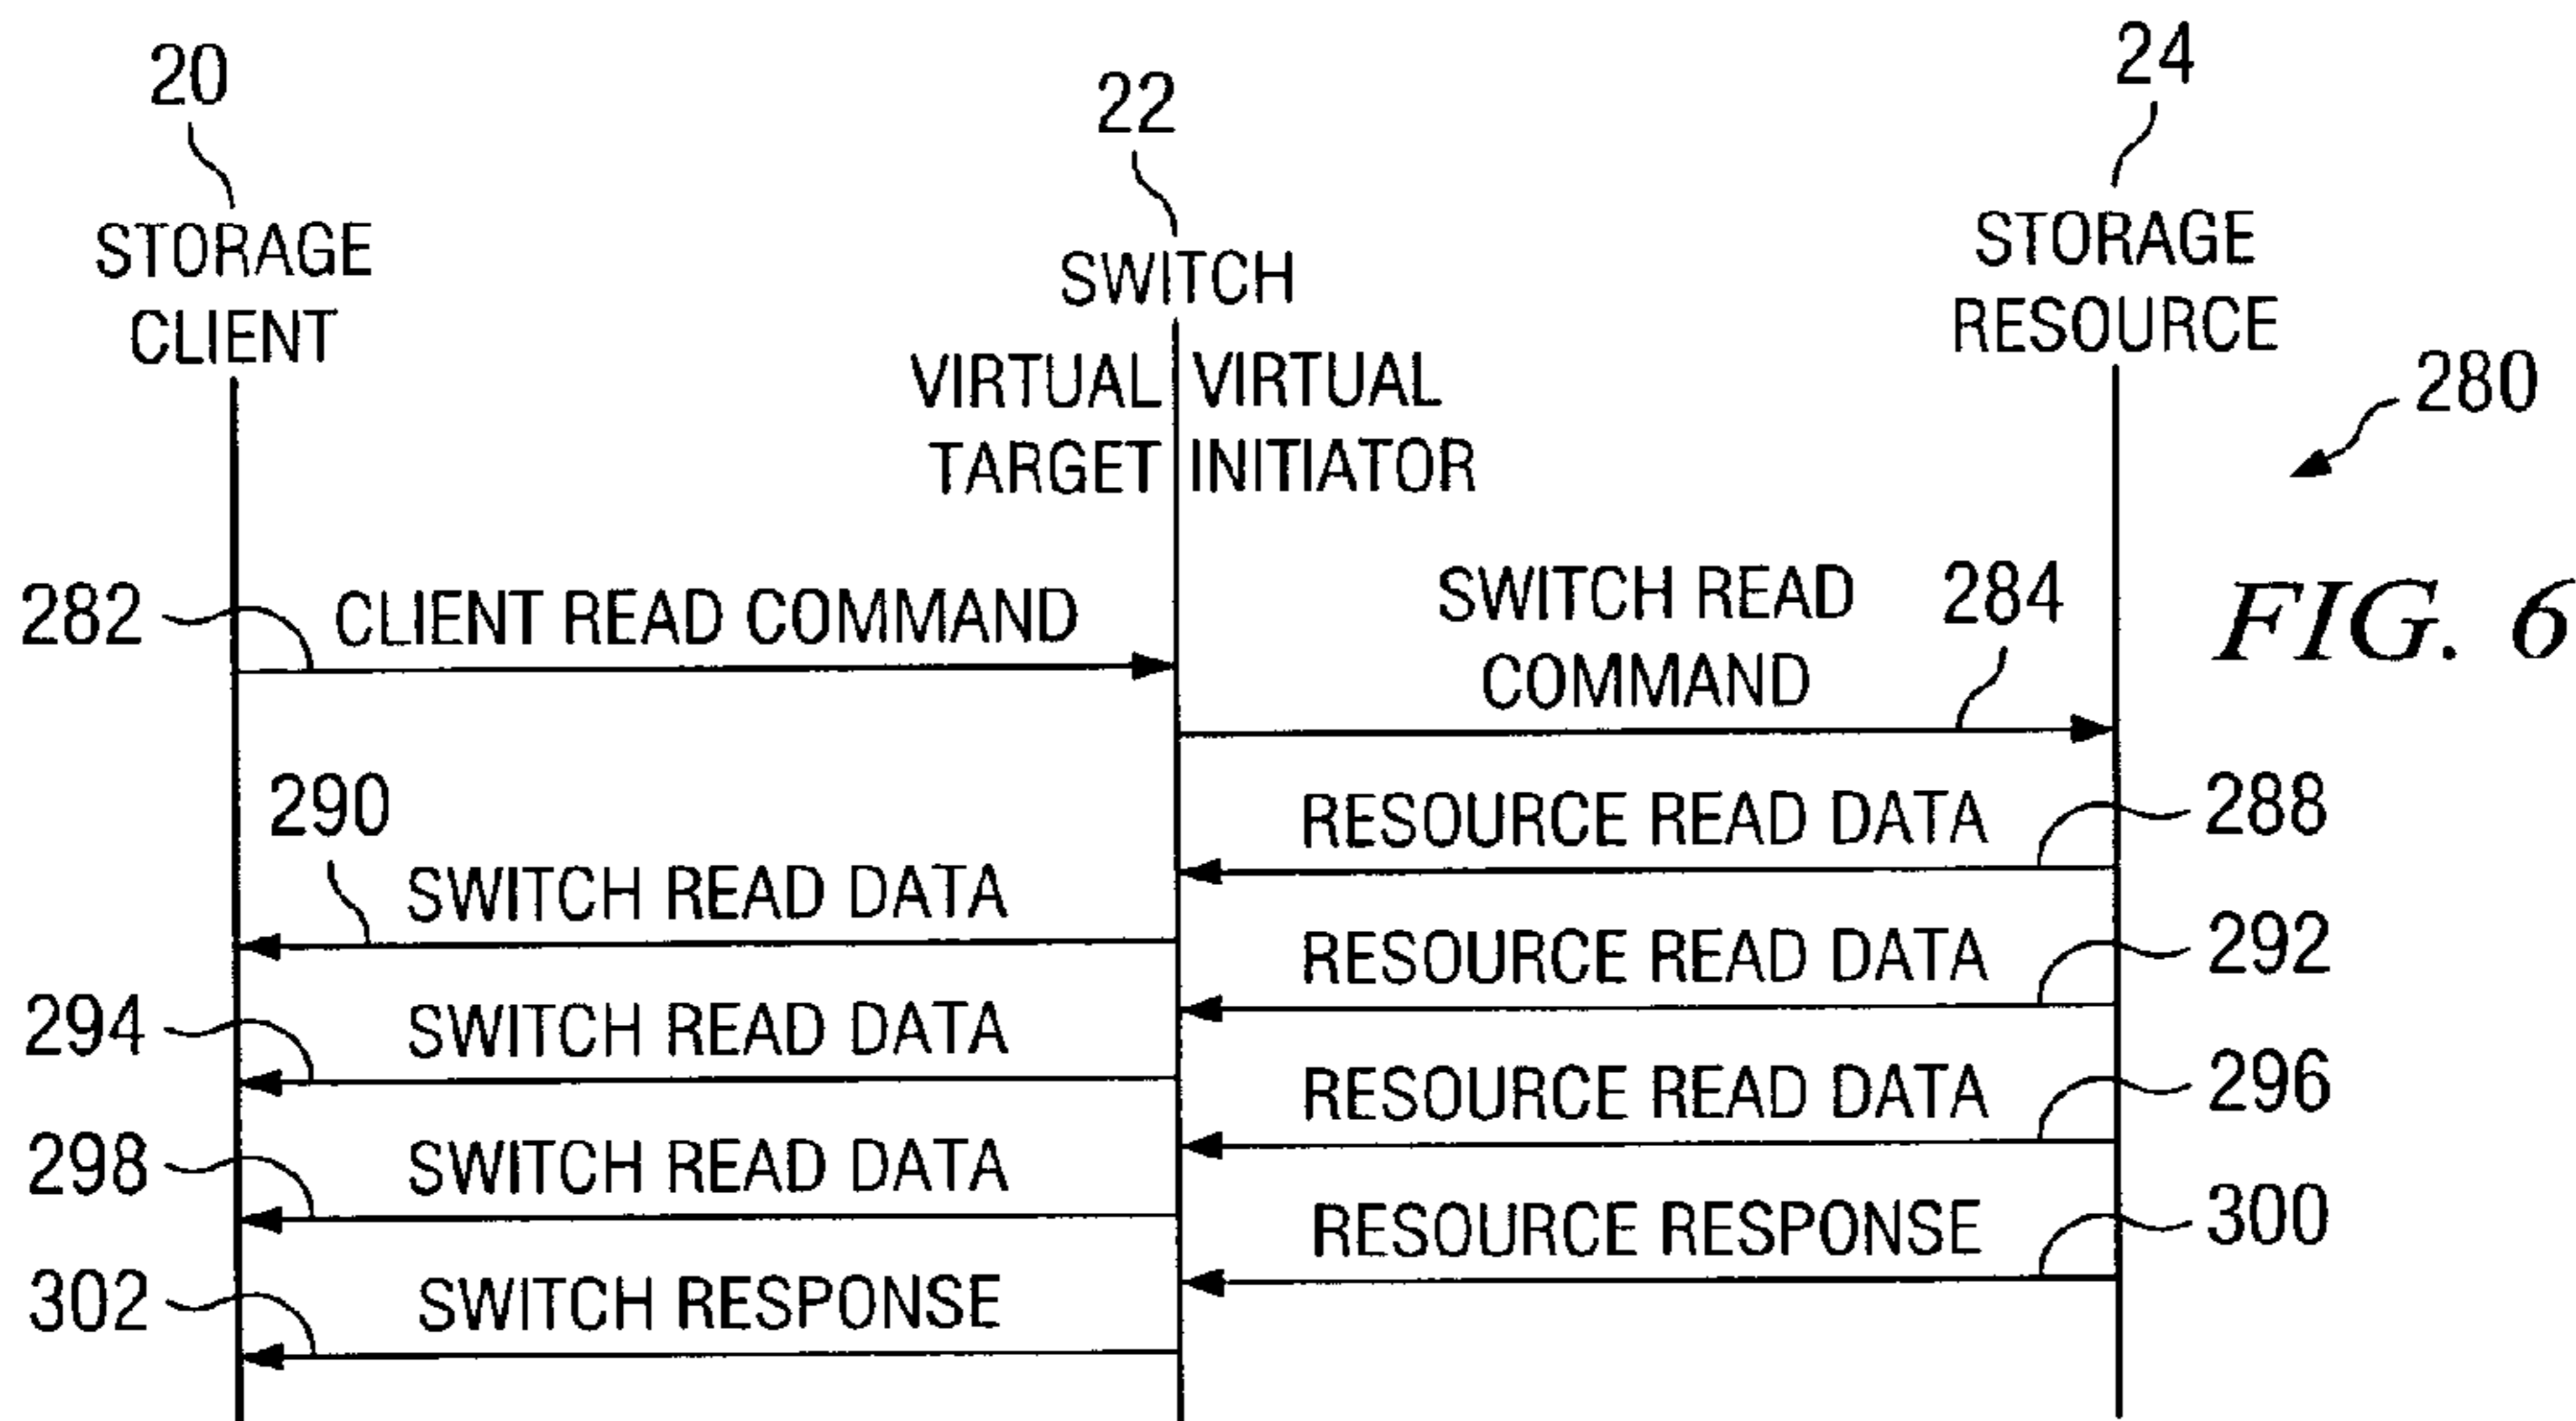 20
22
24
STORAGE
CLIENT
SWITCH
STORAGE
RESOURCE
VIRTUAL VIRTUAL
TARGET INITIATOR
280
FIG. 6
282
CLIENT READ COMMAND
SWITCH READ
COMMAND
284
RESOURCE READ DATA
288
290
SWITCH READ DATA
RESOURCE READ DATA
292
294
SWITCH READ DATA
RESOURCE READ DATA
296
298
SWITCH READ DATA
RESOURCE RESPONSE
300
302
SWITCH RESPONSE